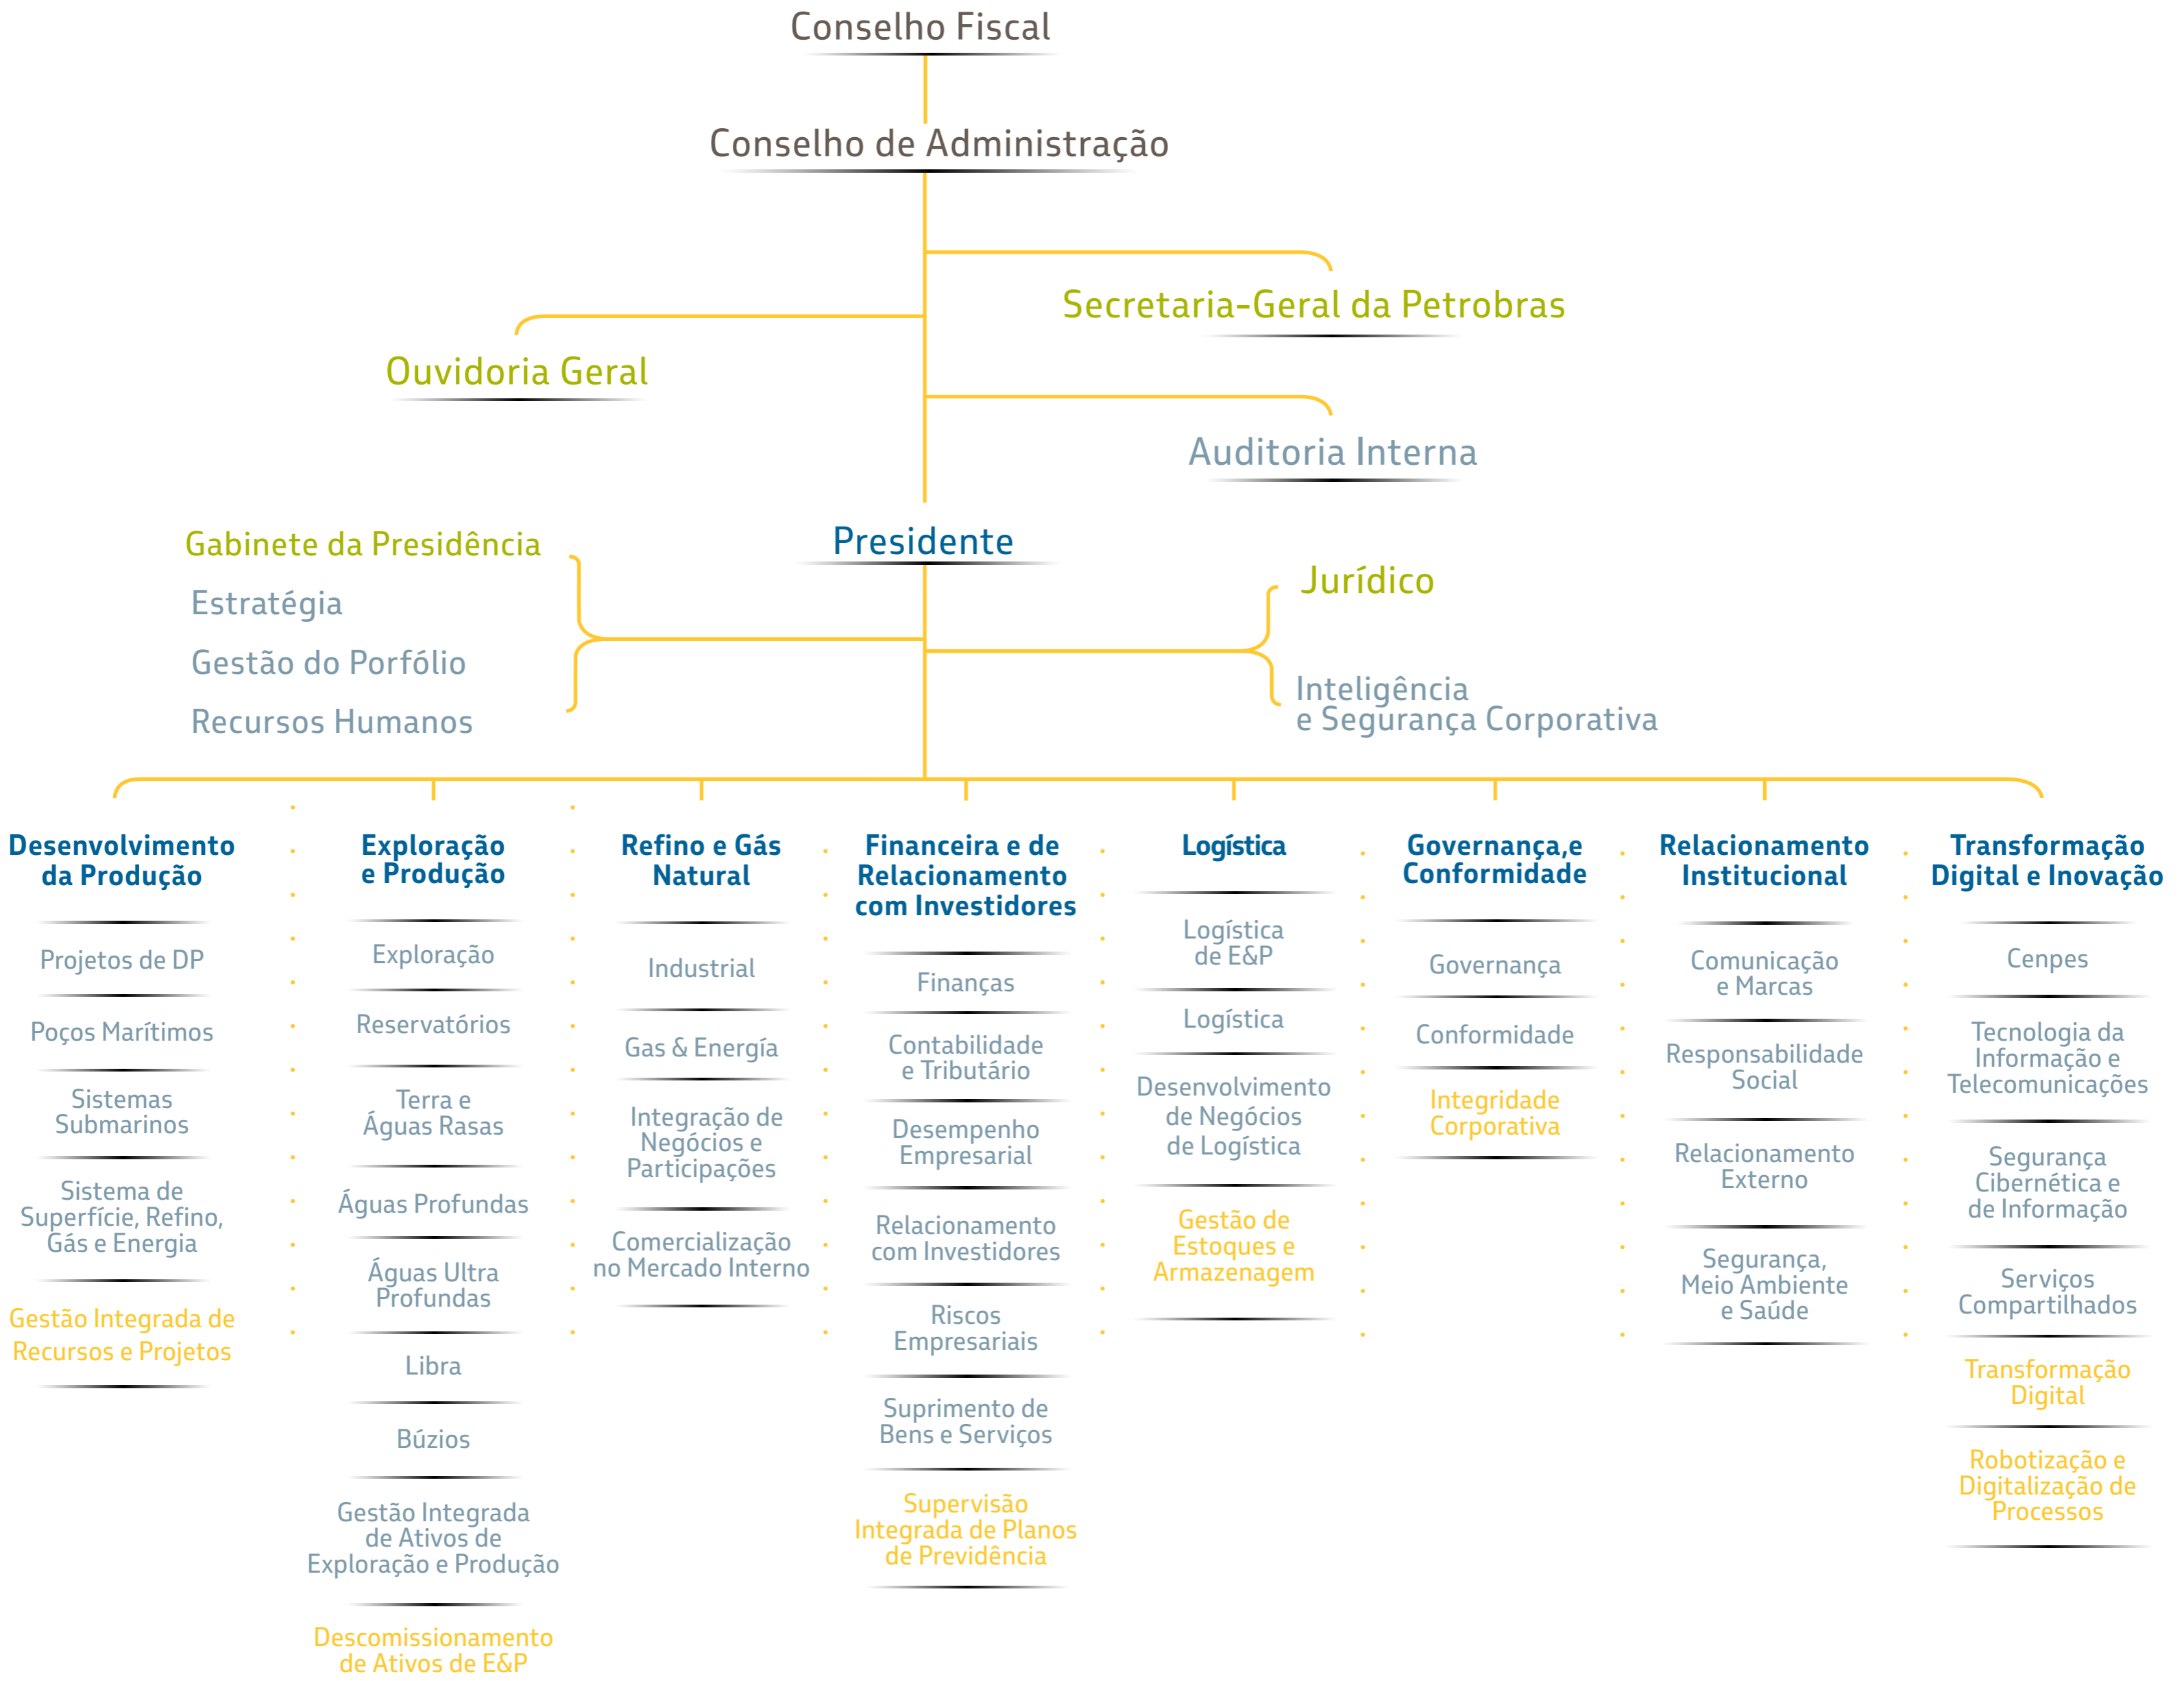 Conselho Fiscal
Conselho de Administração
Secretaria-Geral da Petrobras
Ouvidoria Geral
Auditoria Interna
Presidente
Gabinete da Presidência
Estratégia
Gestão do Porfólio
Recursos Humanos
Jurídico
Inteligência
e Segurança Corporativa
Desenvolvimento
da Produção
Projetos de DP
Poços Marítimos
Sistemas
Submarinos
Sistema de
Superfície, Refino,
Gás e Energia
Gestão Integrada de
Recursos e Projetos
Exploração
e Produção
Exploração
Reservatórios
Terra e
Águas Rasas
Águas Profundas
Águas Ultra
Profundas
Libra
Búzios
Gestão Integrada
de Ativos de
Exploração e Produção
Descomissionamento
de Ativos de E&P
Refino e Gás
Natural
Industrial
Gas & Energía
Integração de
Negócios e
Participações
Comercialização
no Mercado Interno
Financeira e de
Relacionamento
com Investidores
Finanças
Contabilidade
e Tributário
Desempenho
Empresarial
Relacionamento
com Investidores
Riscos
Empresariais
Suprimento de
Bens e Serviços
Supervisão
Integrada de Planos
de Previdência
Logística
Logística
de E&P
Logística
Desenvolvimento
de Negócios
de Logística
Gestão de
Estoques e
Armazenagem
Governança,e
Conformidade
Governança
Conformidade
Integridade
Corporativa
Relacionamento
Institucional
Comunicação
e Marcas
Responsabilidade
Social
Relacionamento
Externo
Segurança,
Meio Ambiente
e Saúde
Transformação
Digital e Inovação
Cenpes
Tecnologia da
Informação e
Telecomunicações
Segurança
Cibernética e
de Informação
Serviços
Compartilhados
Transformação
Digital
Robotização e
Digitalização de
Processos